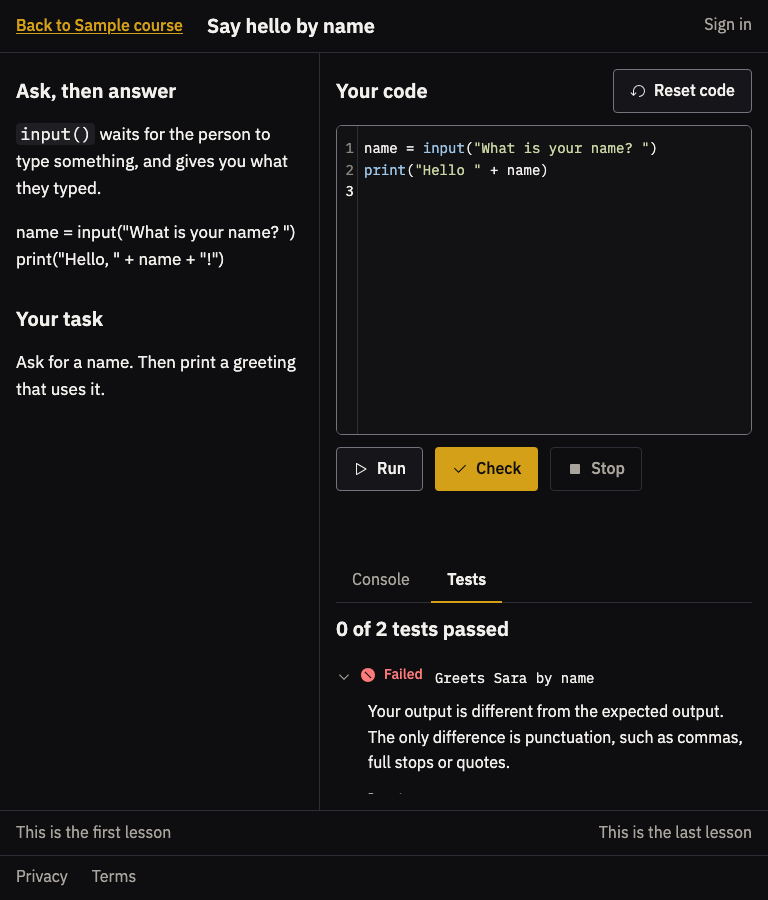 Back to Sample course
Say hello by name
Sign in
Ask, then answer
input() waits for the person to
type something, and gives you what
they typed.
name = input("What is your name? ")
print("Hello, " + name + "!")
Your task
Ask for a name. Then print a greeting
that uses it.
Your code
Reset code
1 name = input("What is your name? ")
2 print("Hello " + name)
3
Run
Check
Stop
Console
Tests
0 of 2 tests passed
Failed
Greets Sara by name
Your output is different from the expected output.
The only difference is punctuation, such as commas,
full stops or quotes.
This is the first lesson
This is the last lesson
Privacy
Terms